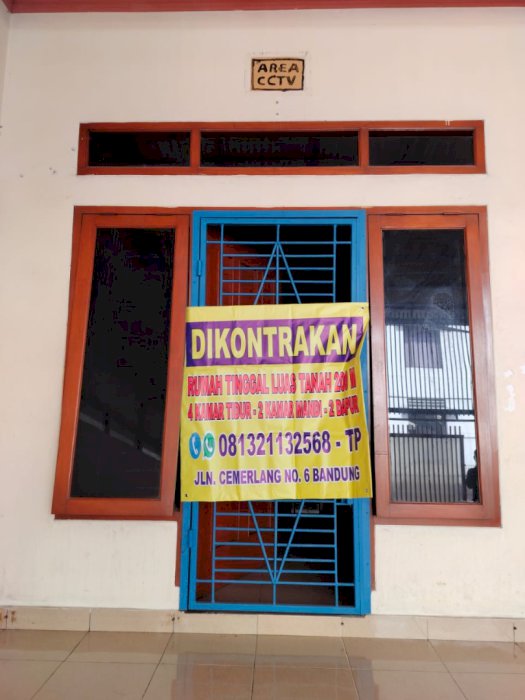 AREA
CCTV
DIKONTRAKAN
RUMAH TINGGAL LUAS TANAH 200 M
4 KAMAR TIDUR - 2 KAMAR MANDI - 2 DAPUR
081321132568 - TP
JLN. CEMERLANG NO. 6 BANDUNG